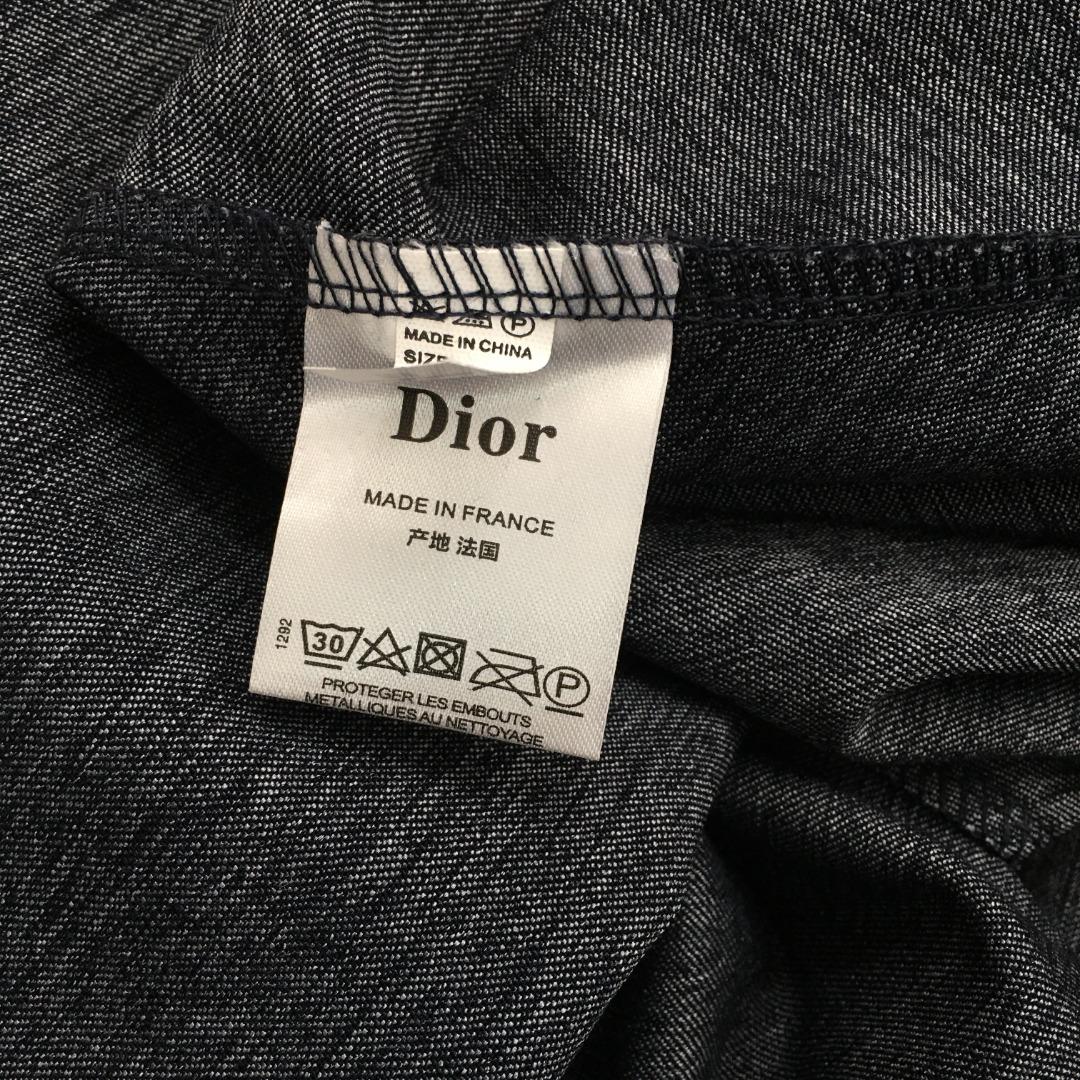 P
MADE IN CHINA
SIZE
Dior
MADE IN FRANCE
产地 法国
1292
30
P
PROTEGER LES EMBOUTS
METALLIQUES AU NETTOYAGE